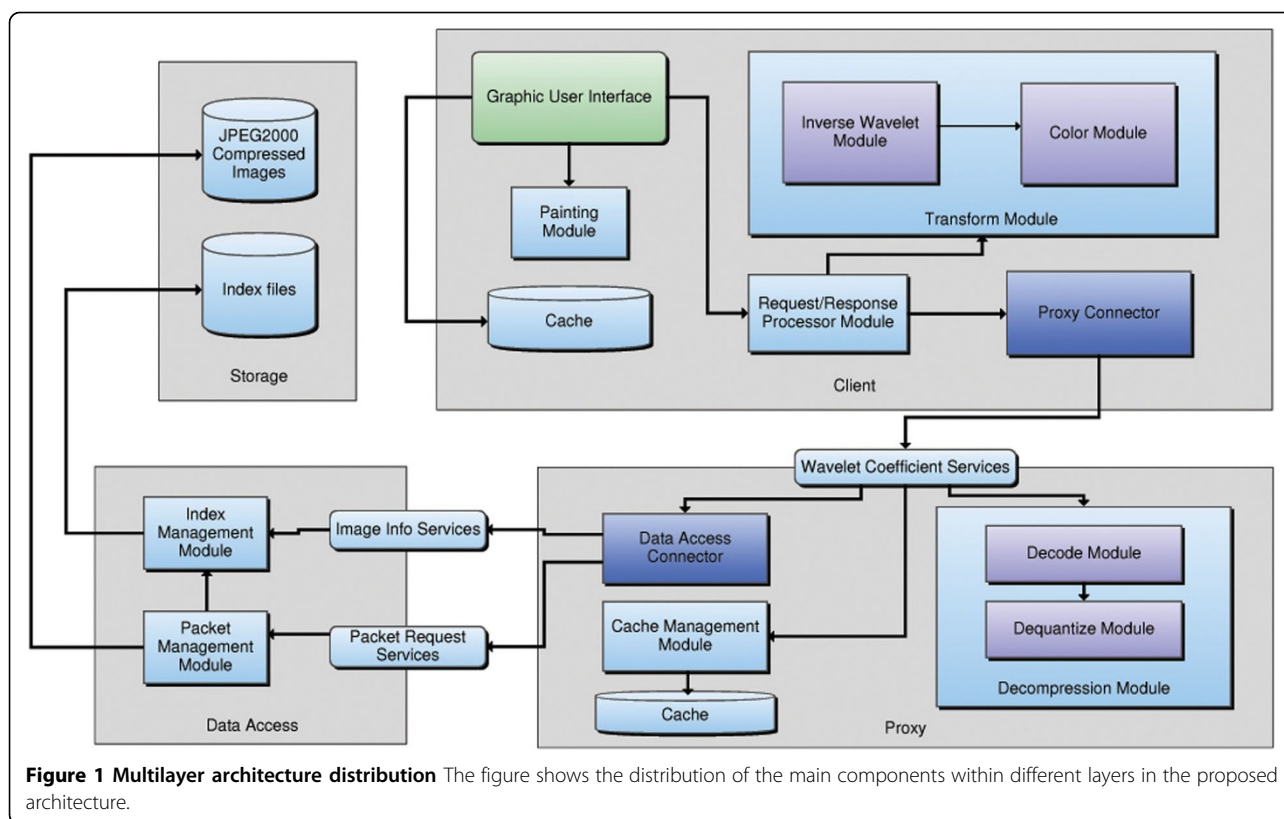 JPEG2000
Compressed
Images
Index files
Storage
Graphic User Interface
Painting
Module
Cache
Inverse Wavelet
Module
Color Module
Transform Module
Request/Response
Processor Module
Proxy Connector
Client
Wavelet Coefficient Services
Index
Management
Module
Image Info Services
Packet
Management
Module
Packet Request
Services
Data Access
Data Access
Connector
Cache Management
Module
Cache
Decode Module
Dequantize Module
Decompression Module
Proxy
Figure 1 Multilayer architecture distribution The figure shows the distribution of the main components within different layers in the proposed
architecture.